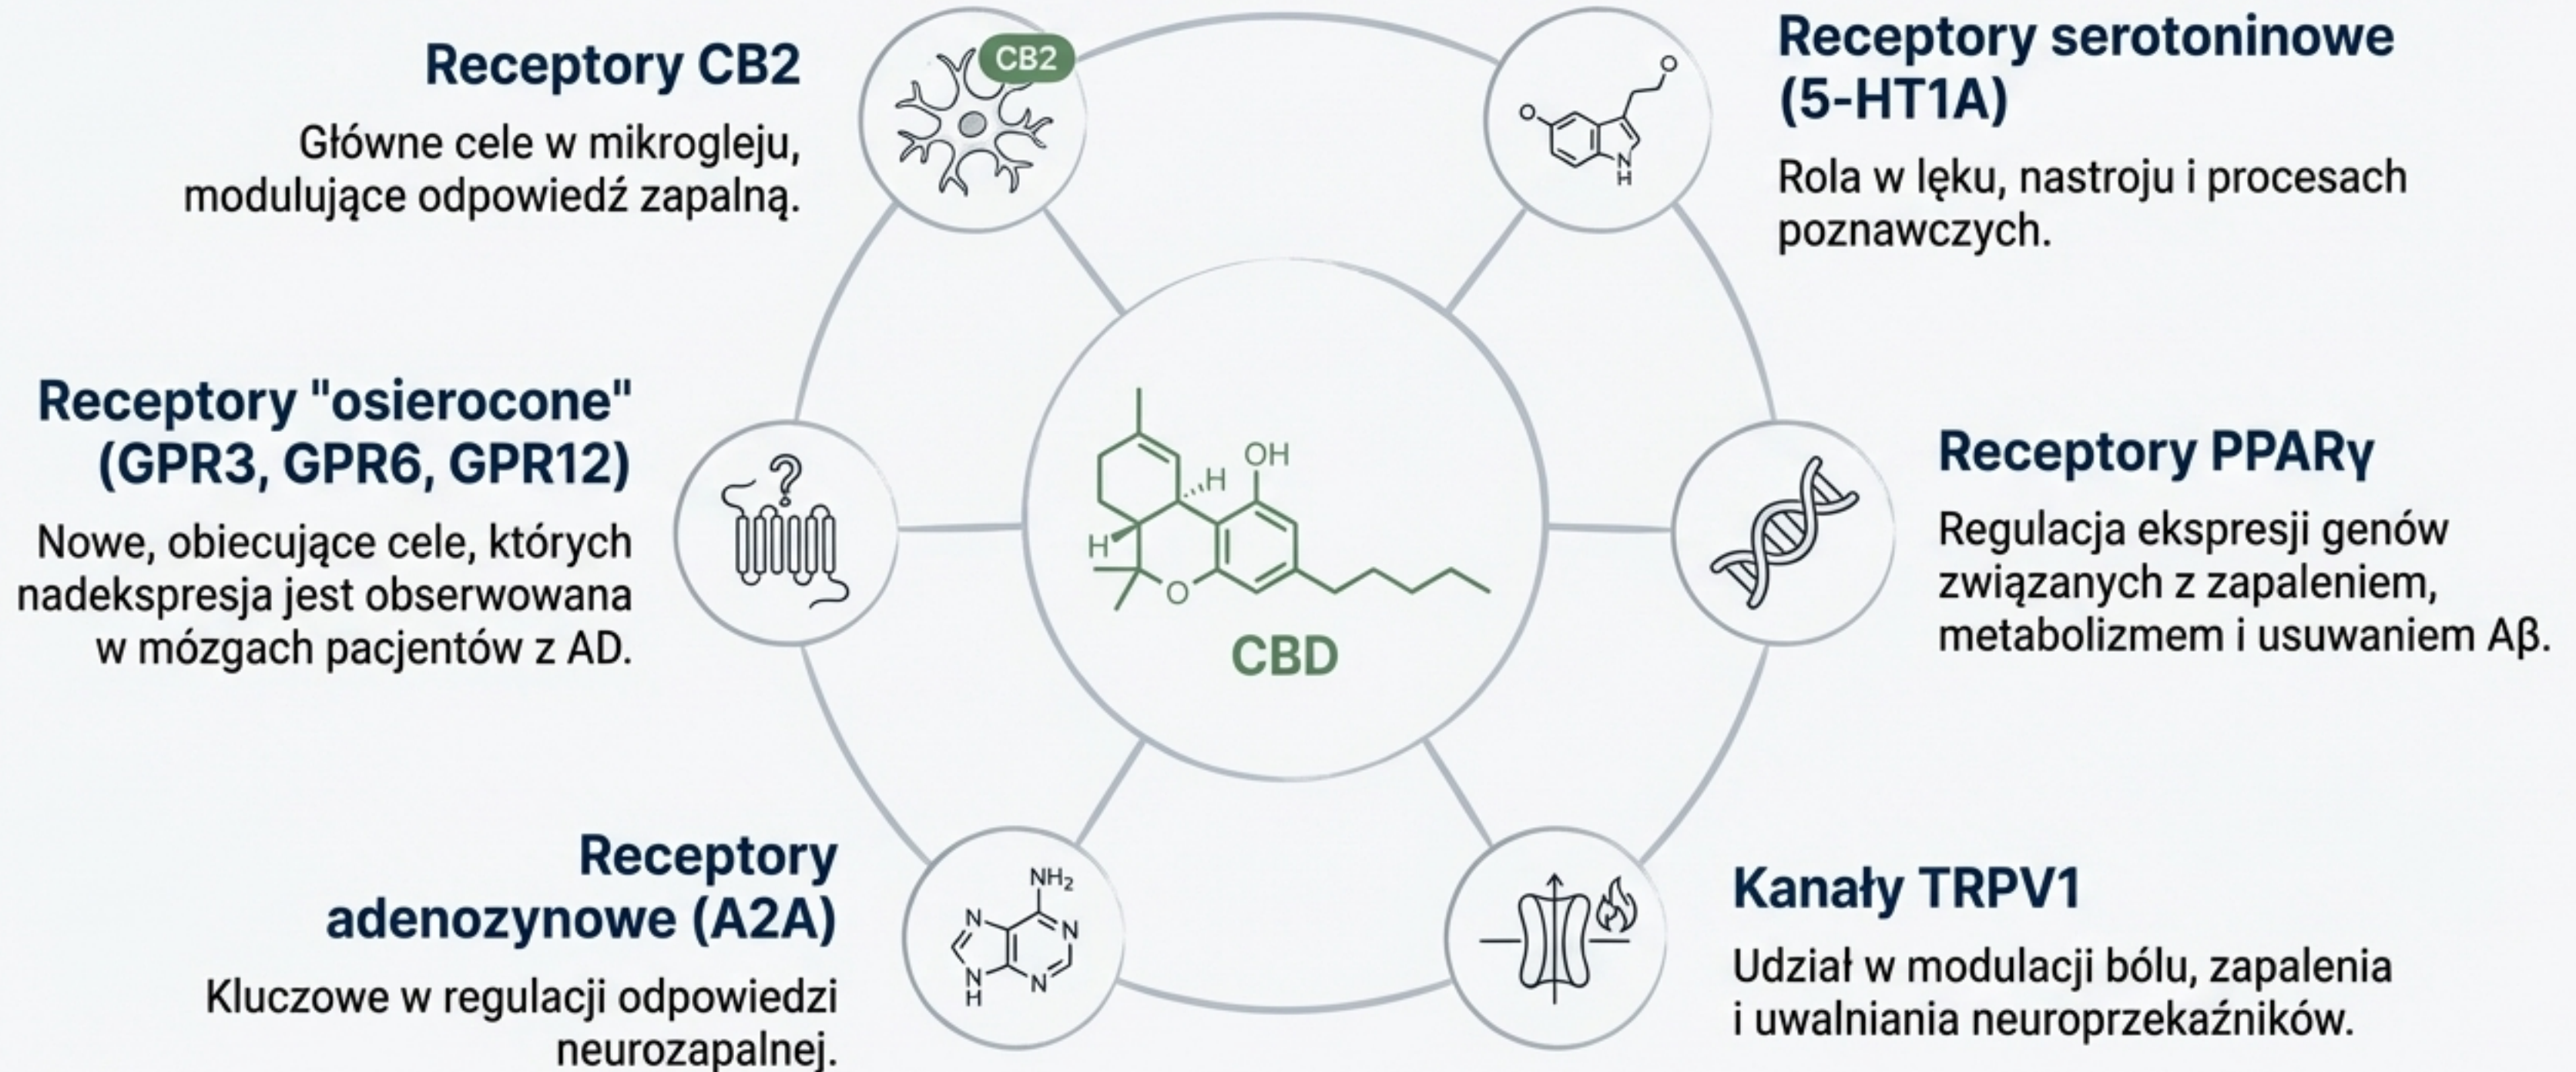 Receptory CB2
Główne cele w mikrogleju,
modulujące odpowiedź zapalną.
CB2
Receptory serotoninowe
(5-HT1A)
Rola w lęku, nastroju i procesach
poznawczych.
O
O
N
H
Receptory "osierocone"
(GPR3, GPR6, GPR12)
Nowe, obiecujące cele, których
nadekspresja jest obserwowana
w mózgach pacjentów z AD.
?
OH
H
H
O
CBD
Receptory PPARγ
Regulacja ekspresji genów
związanych z zapaleniem,
metabolizmem i usuwaniem Aβ.
Receptory
adenozynowe (A2A)
Kluczowe w regulacji odpowiedzi
neurozapalnej.
NH₂
N
N
N
H
N
Kanały TRPV1
Udział w modulacji bólu, zapalenia
i uwalniania neuroprzekaźników.